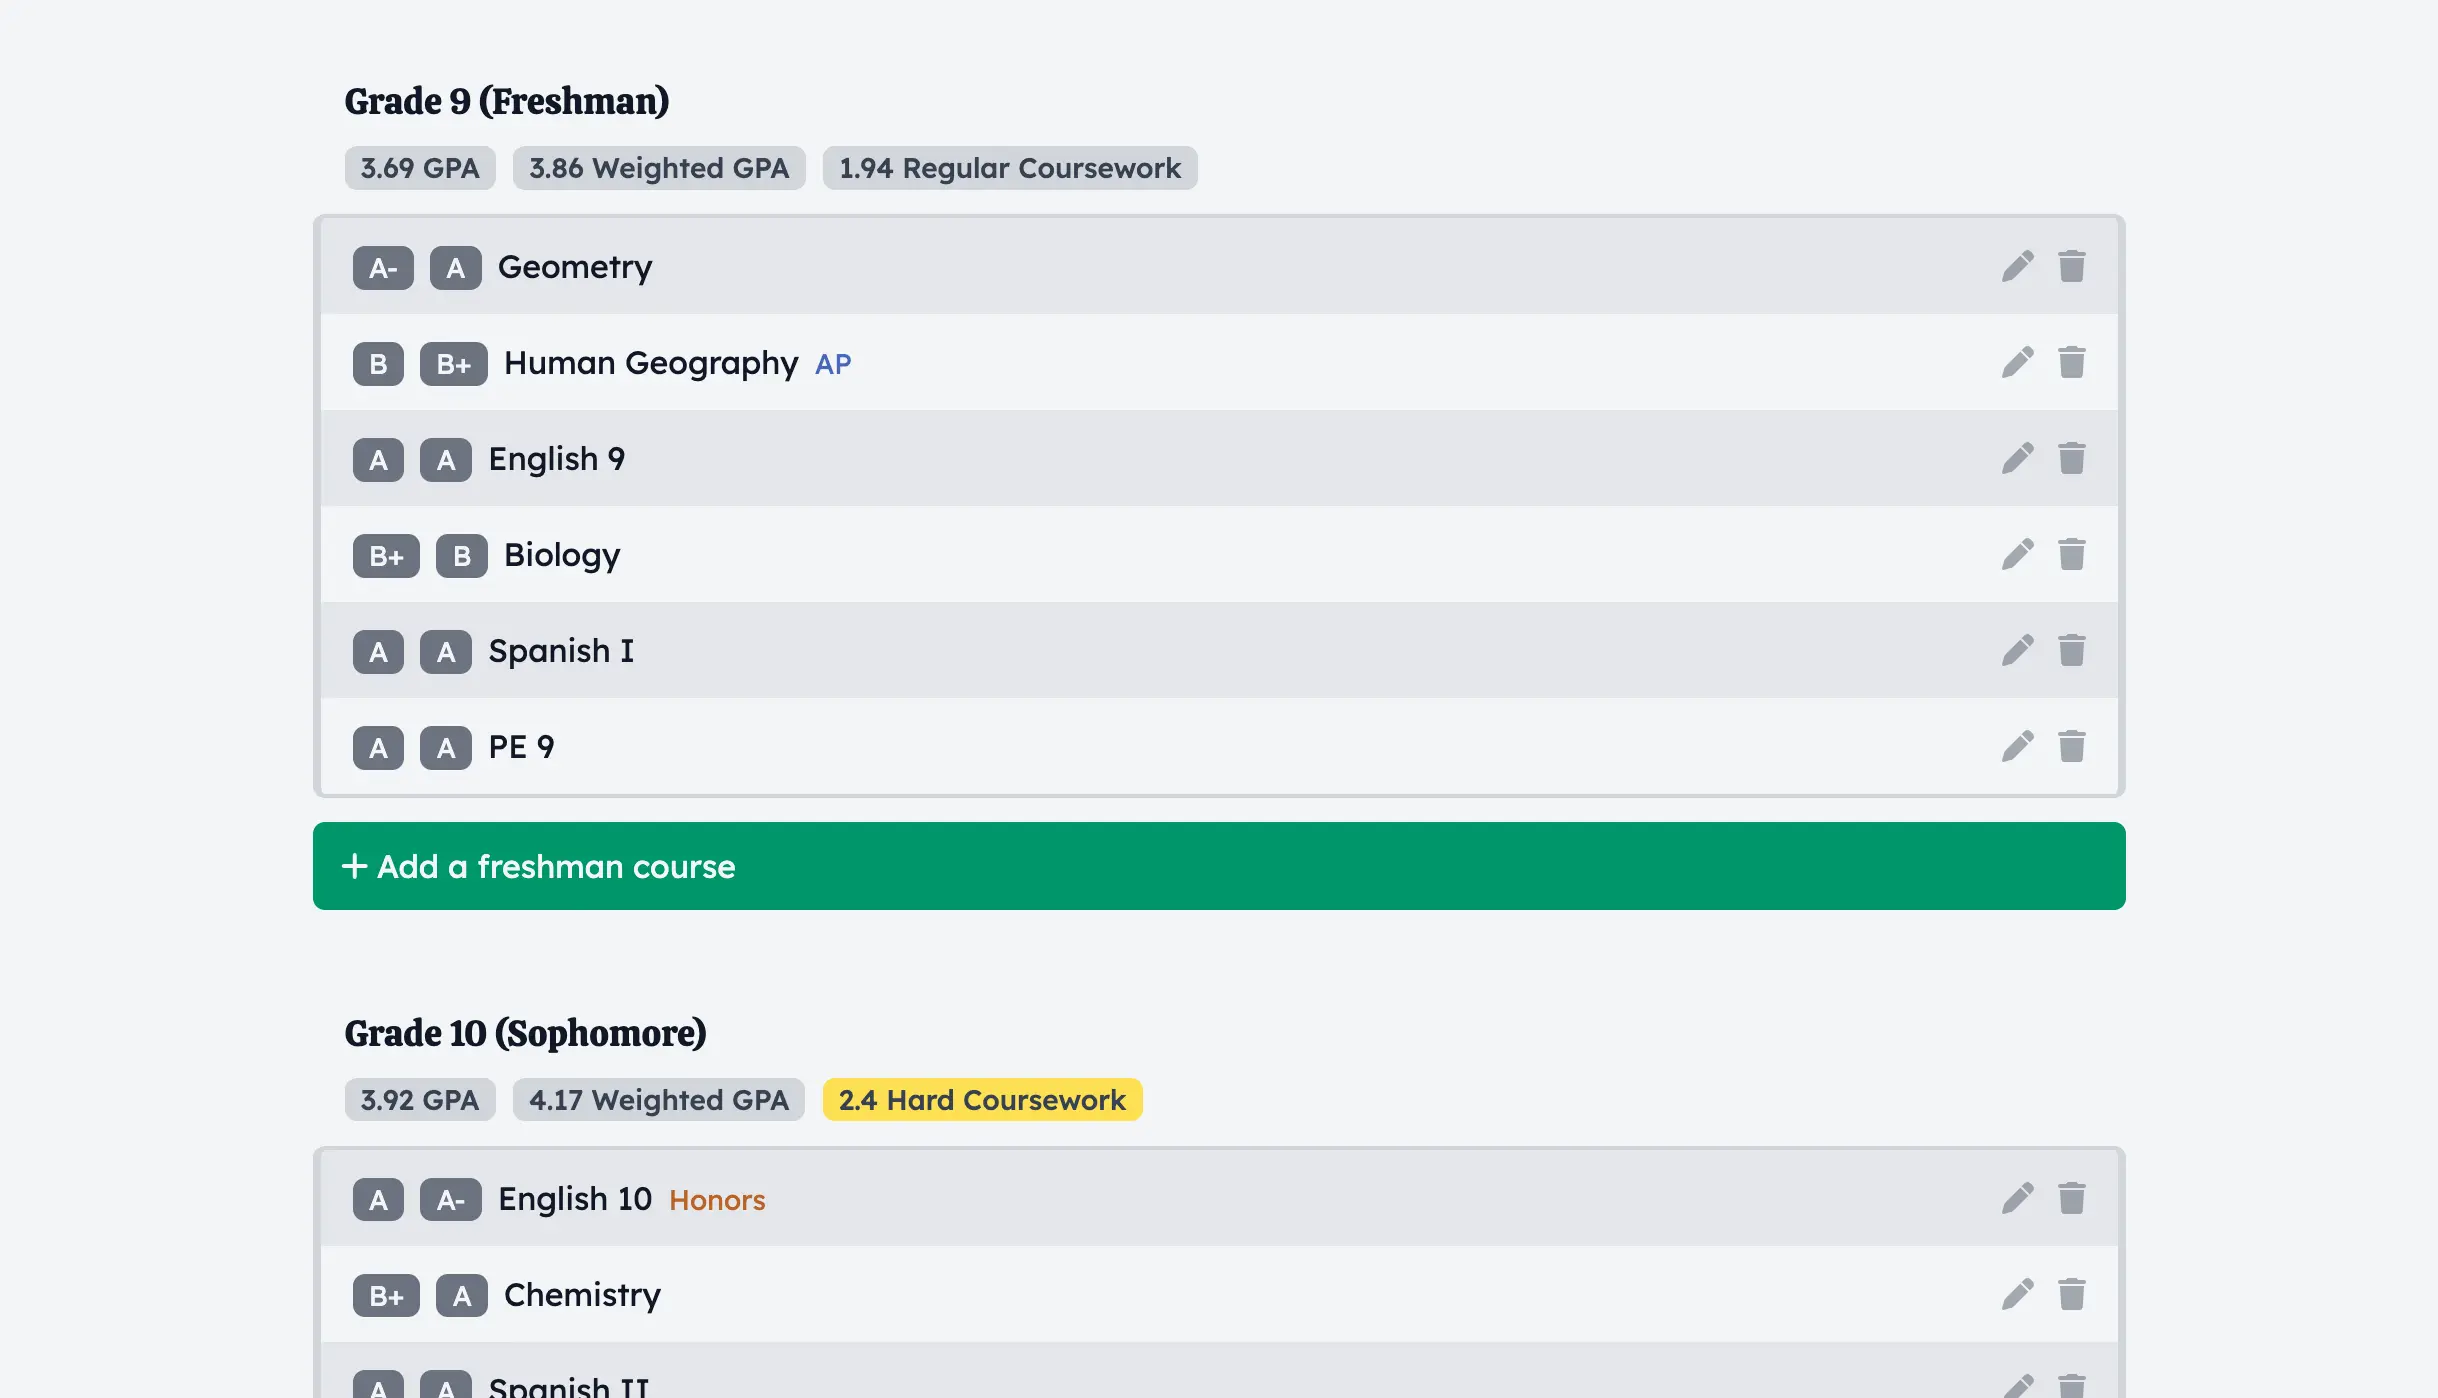 Grade 9 (Freshman)
3.69 GPA 3.86 Weighted GPA 1.94 Regular Coursework
A- A Geometry
B B+ Human Geography AP
A A English 9
B+ B Biology
A A Spanish I
A A PE 9
+ Add a freshman course
Grade 10 (Sophomore)
3.92 GPA 4.17 Weighted GPA 2.4 Hard Coursework
A A- English 10 Honors
B+ A Chemistry
A A Spanish II